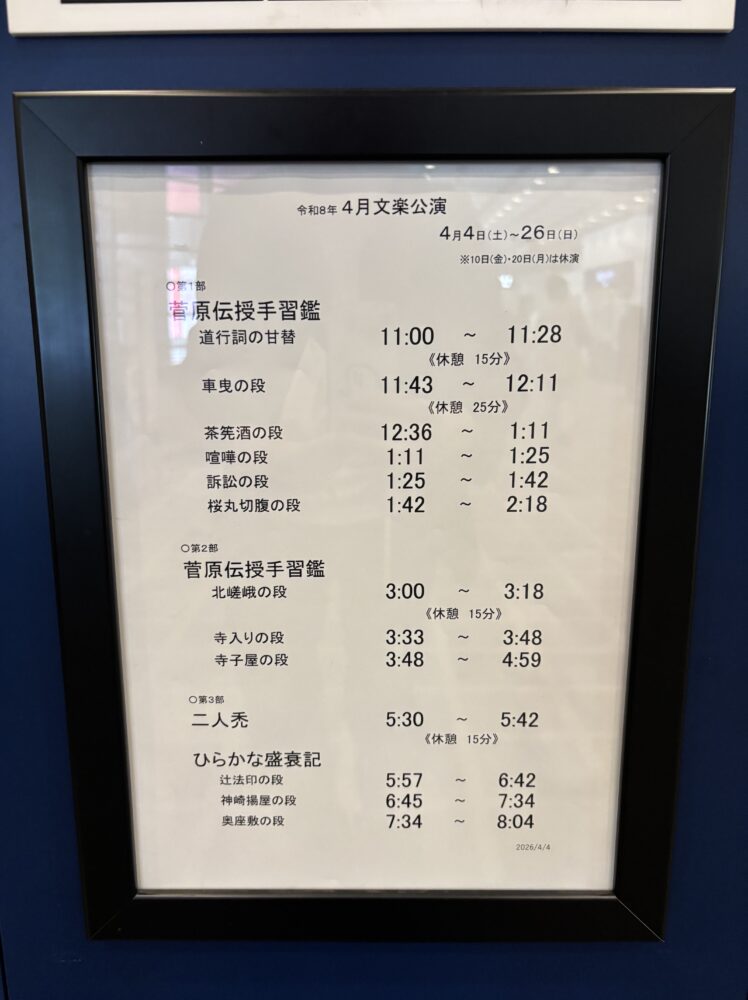 令和8年 4月文楽公演
4月4日(土)~26日(日)
※10日(金)・20日(月)は休演
○第1部
菅原伝授手習鑑
道行詞の甘替 11:00 ~ 11:28
《休憩 15分》
車曳の段 11:43 ~ 12:11
《休憩 25分》
茶筅酒の段 12:36 ~ 1:11
喧嘩の段 1:11 ~ 1:25
訴訟の段 1:25 ~ 1:42
桜丸切腹の段 1:42 ~ 2:18
○第2部
菅原伝授手習鑑
北嵯峨の段 3:00 ~ 3:18
《休憩 15分》
寺入りの段 3:33 ~ 3:48
寺子屋の段 3:48 ~ 4:59
○第3部
二人禿 5:30 ~ 5:42
《休憩 15分》
ひらかな盛衰記
辻法印の段 5:57 ~ 6:42
神崎揚屋の段 6:45 ~ 7:34
奥座敷の段 7:34 ~ 8:04
2026/4/4